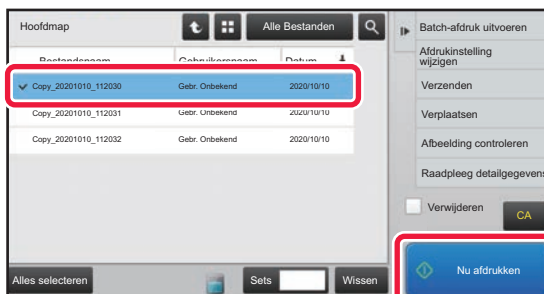 Hoofdmap
Alle Bestanden
Bestandsnaam Gebruikersnaam Datum
Copy_20201010_112030 Gebr. Onbekend 2020/10/10
Copy_20201010_112031 Gebr. Onbekend 2020/10/10
Copy_20201010_112032 Gebr. Onbekend 2020/10/10
Alles selecteren
Sets
Wissen
Batch-afdruk uitvoeren
Afdrukinstelling
wijzigen
Verzenden
Verplaatsen
Afbeelding controleren
Raadpleeg detailgegevens
Verwijderen
CA
Nu afdrukken